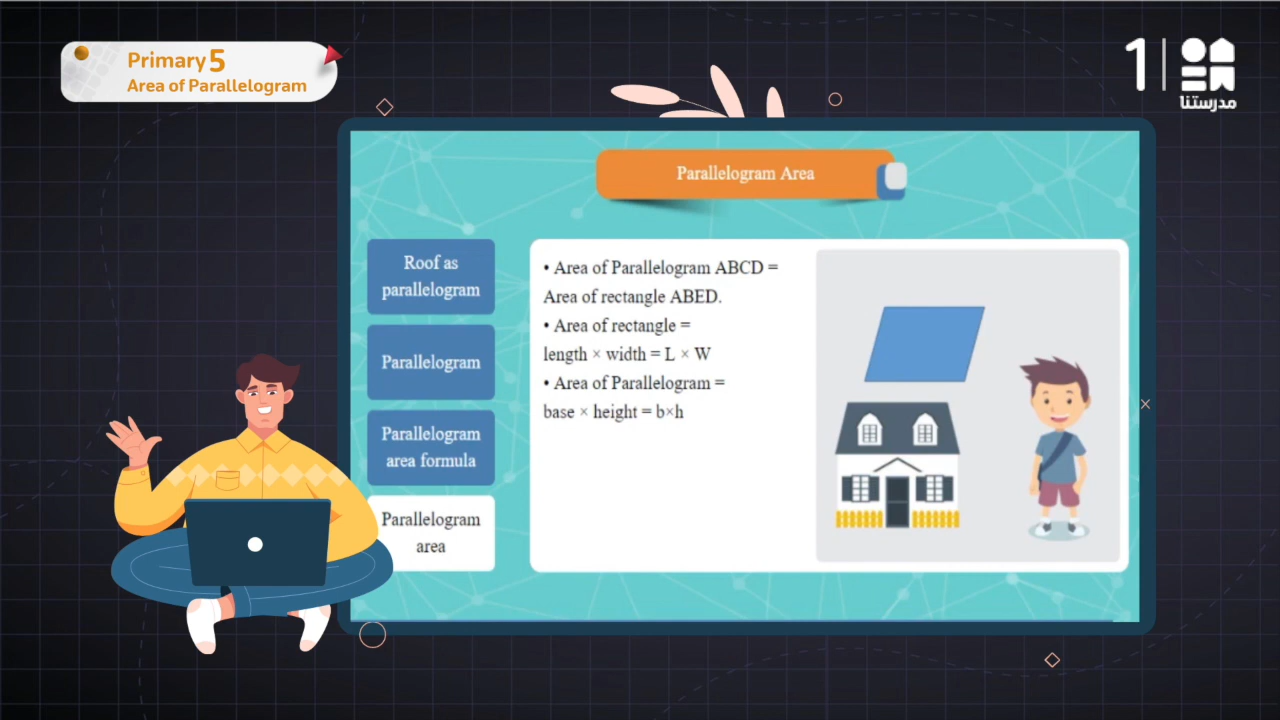 Primary 5
Area of Parallelogram
1
مدرستنا
Parallelogram Area
Roof as
parallelogram
Parallelogram
Parallelogram
area formula
Parallelogram
area
• Area of Parallelogram ABCD =
Area of rectangle ABED.
• Area of rectangle =
length × width = L × W
• Area of Parallelogram =
base × height = b×h